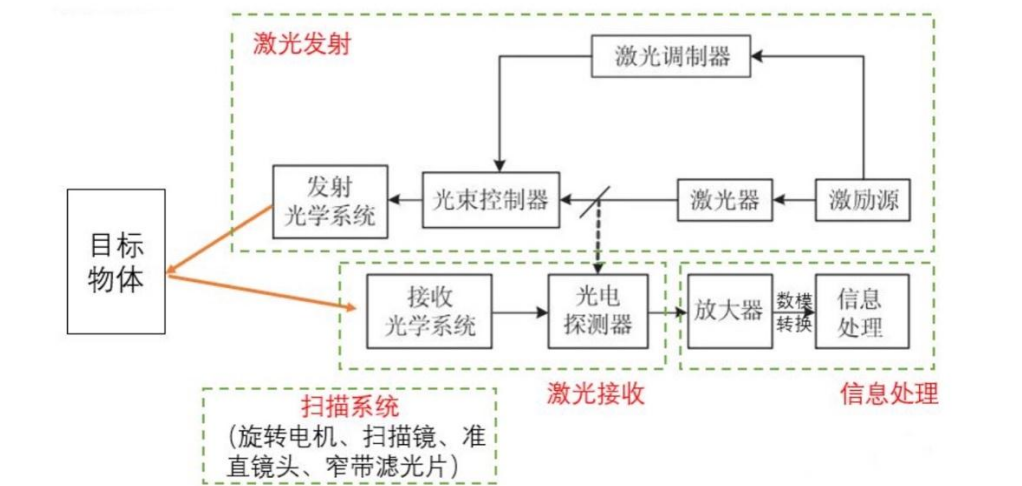 激光发射
激光调制器
发射
光学系统
光束控制器
激光器
激励源
目标
物体
接收
光学系统
光电
探测器
放大器
数模
转换
信息
处理
激光接收
信息处理
扫描系统
（旋转电机、扫描镜、准
直镜头、窄带滤光片）